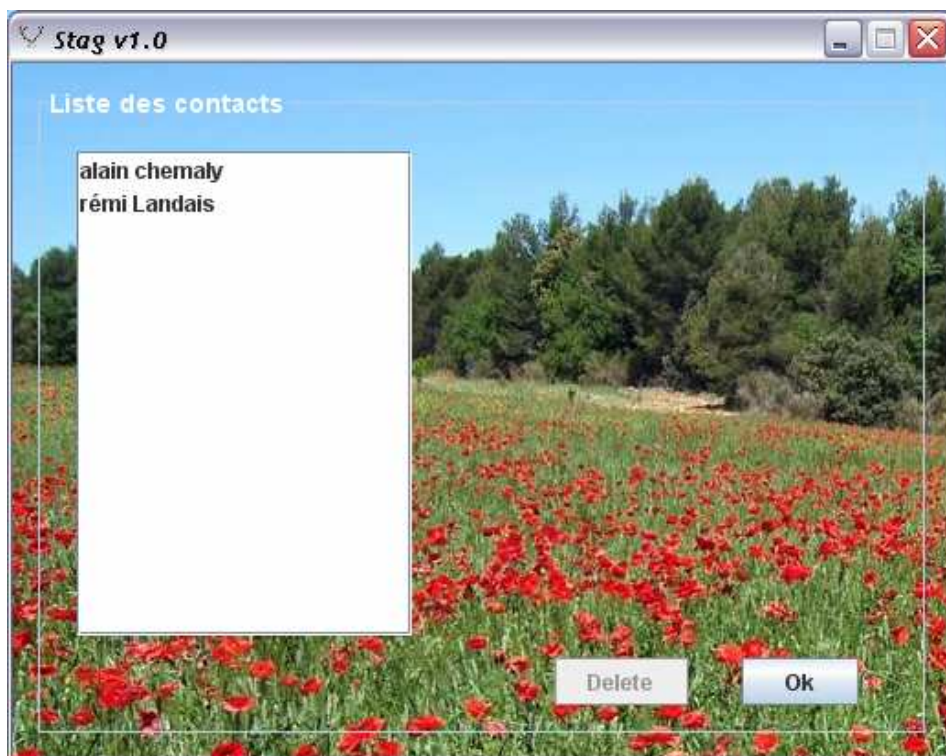 Stag v1.0
Liste des contacts
alain chemaly
rémi Landais
Delete
Ok